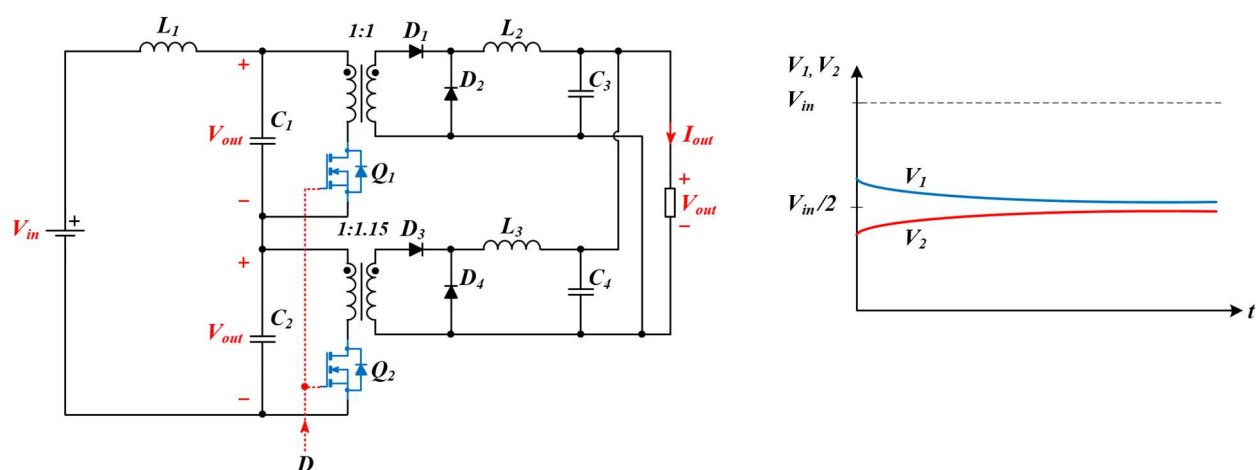 L1
1:1
D1
L2
D2
C3
+
Vout
C1
−
Q1
Iout
+
Vout
−
Vin
+
1:1.15
D3
L3
+
D4
C4
Vout
C2
−
Q2
D
V1, V2
Vin
V1
Vin/2
V2
t